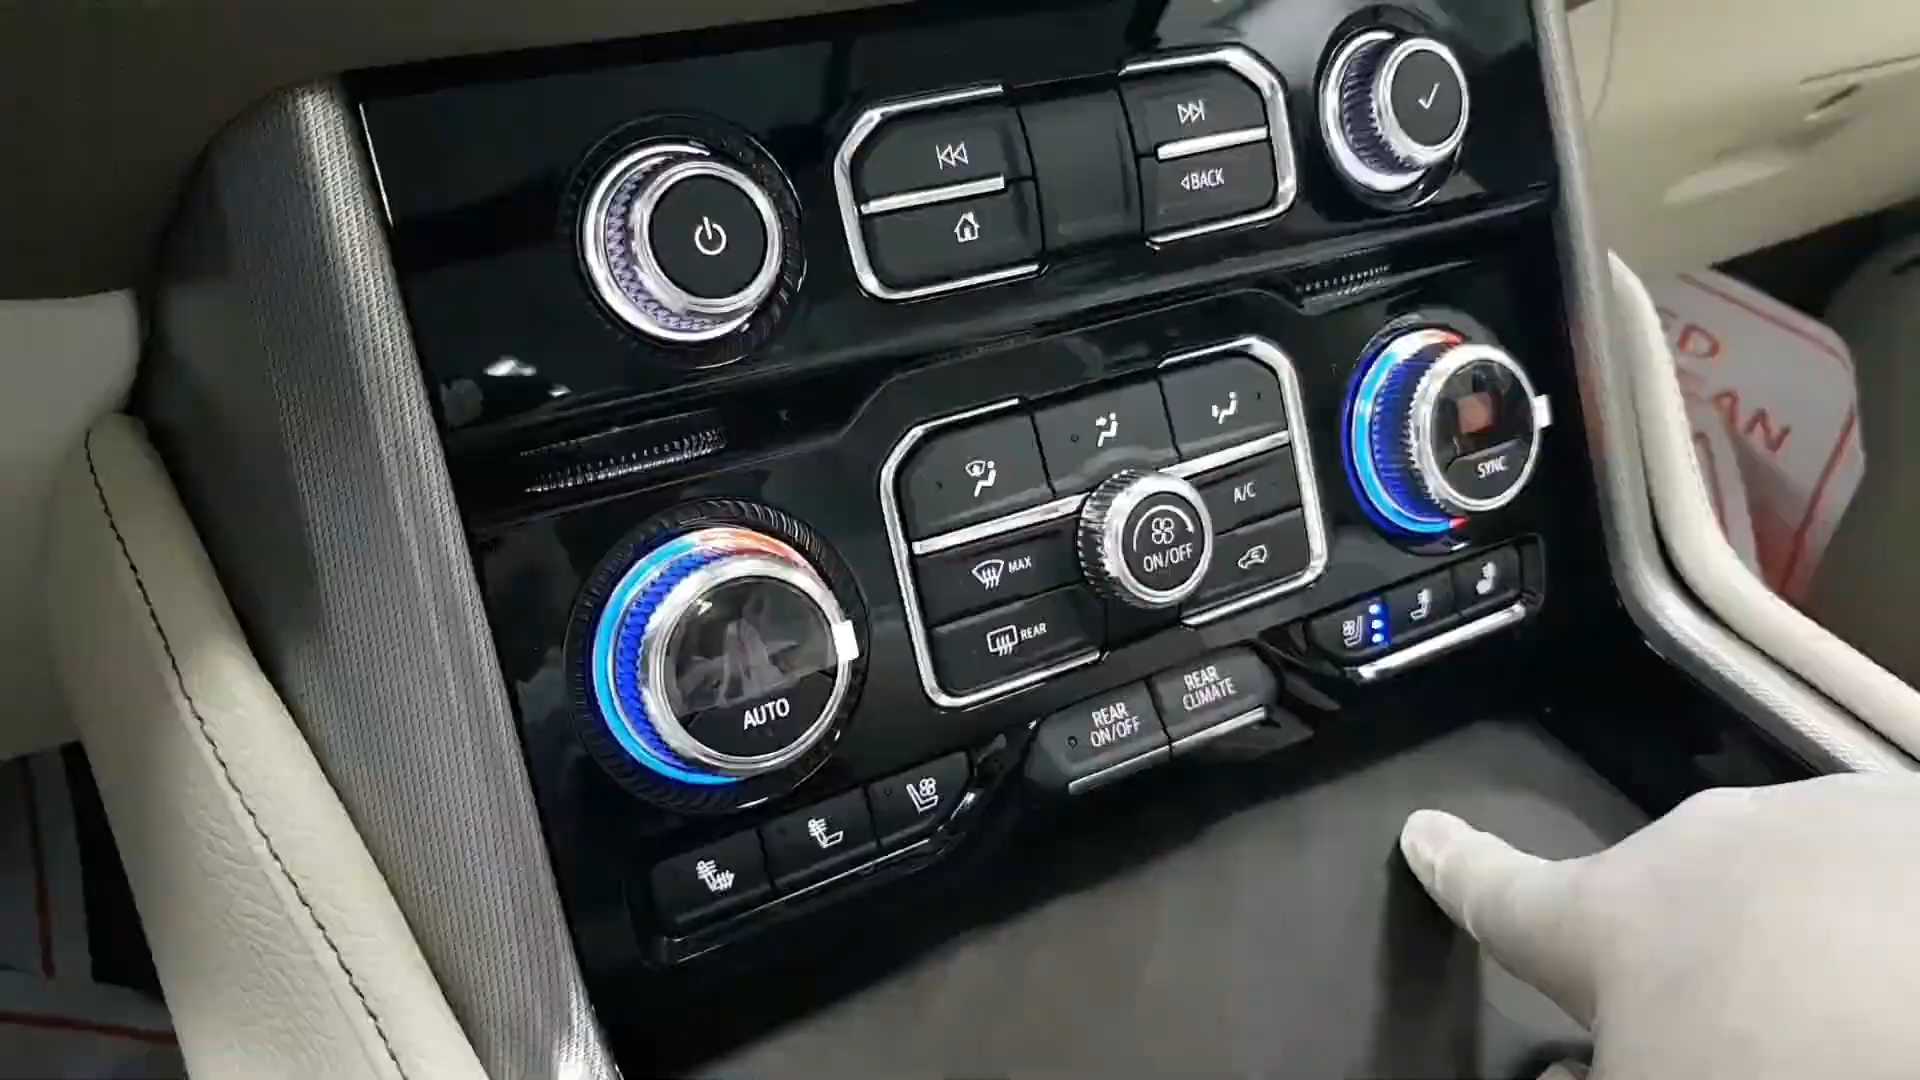 BACK
SYNC
A/C
ON/OFF
MAX
REAR
AUTO
REAR
ON/OFF
REAR
CLIMATE